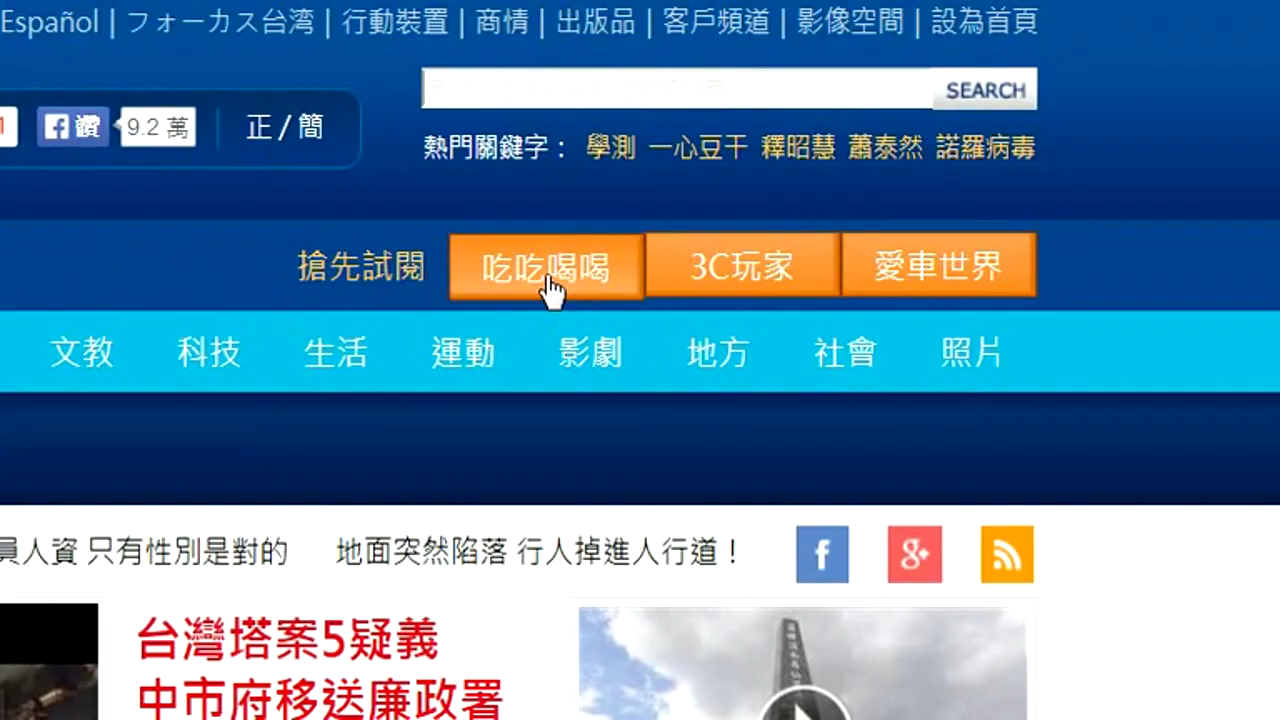 Español | フォーカス台湾 | 行動裝置 | 商情 | 出版品 | 客戶頻道 | 影像空間 | 設為首頁
SEARCH
讚 9.2 萬 正 / 簡
熱門關鍵字： 學測 一心豆干 釋昭慧 蕭泰然 諾羅病毒
搶先試閱 吃吃喝喝 3C玩家 愛車世界
文教 科技 生活 運動 影劇 地方 社會 照片
員人資 只有性別是對的 地面突然陷落 行人掉進人行道！
f g+
台灣塔案5疑義
中市府移送廉政署